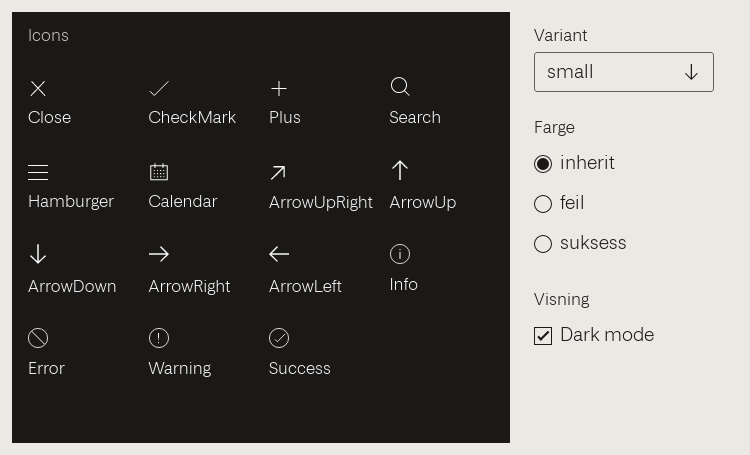 Icons
Close CheckMark Plus Search
Hamburger Calendar ArrowUpRight ArrowUp
ArrowDown ArrowRight ArrowLeft Info
Error Warning Success
Variant
small
Farge
inherit
feil
suksess
Visning
Dark mode